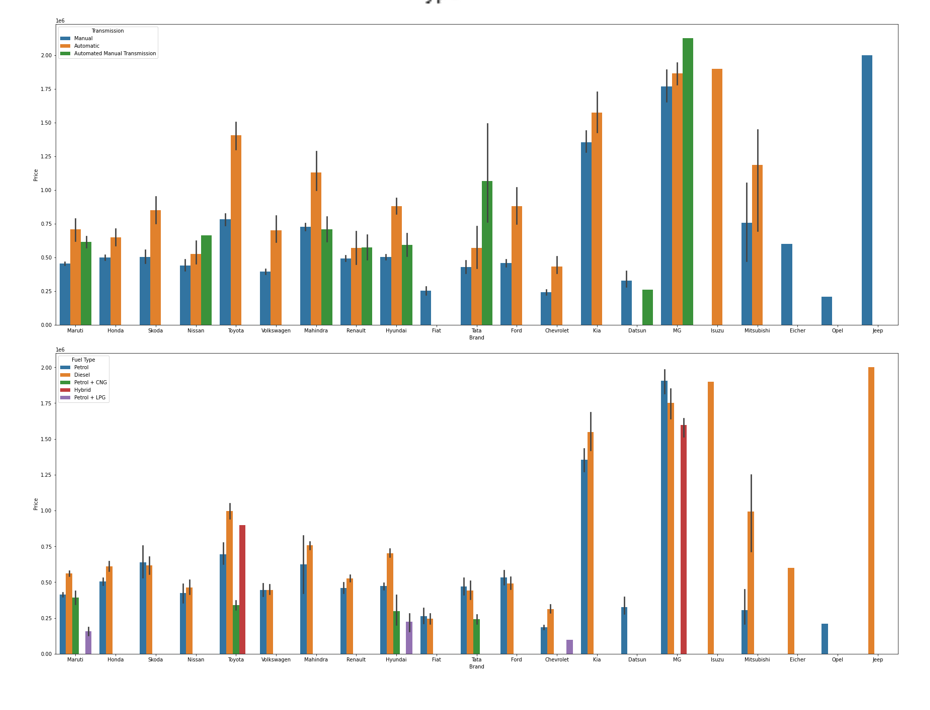 1e6
Transmission
Manual
Automatic
Automated Manual Transmission
2.00
1.75
1.50
1.25
1.00
0.75
0.50
0.25
0.00
Price
Maruti Honda Skoda Nissan Toyota Volkswagen Mahindra Renault Hyundai Fiat Tata Ford Chevrolet Kia Datsun MG Isuzu Mitsubishi Eicher Opel Jeep
Brand
1e6
Fuel Type
Petrol
Diesel
Petrol + CNG
Hybrid
Petrol + LPG
2.00
1.75
1.50
1.25
1.00
0.75
0.50
0.25
0.00
Price
Maruti Honda Skoda Nissan Toyota Volkswagen Mahindra Renault Hyundai Fiat Tata Ford Chevrolet Kia Datsun MG Isuzu Mitsubishi Eicher Opel Jeep
Brand